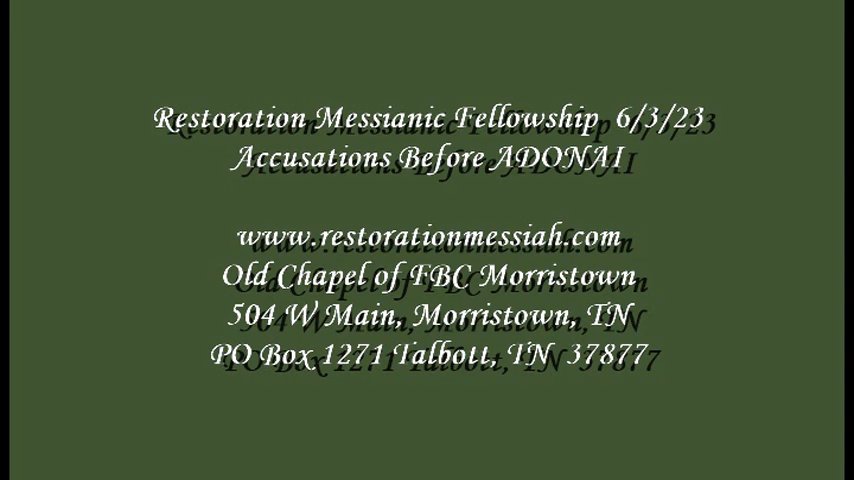 Restoration Messianic Fellowship 6/3/23
Accusations Before ADONAI
www.restorationmessiah.com
Old Chapel of FBC Morristown
504 W Main, Morristown, TN
PO Box 1271 Talbott, TN 37877